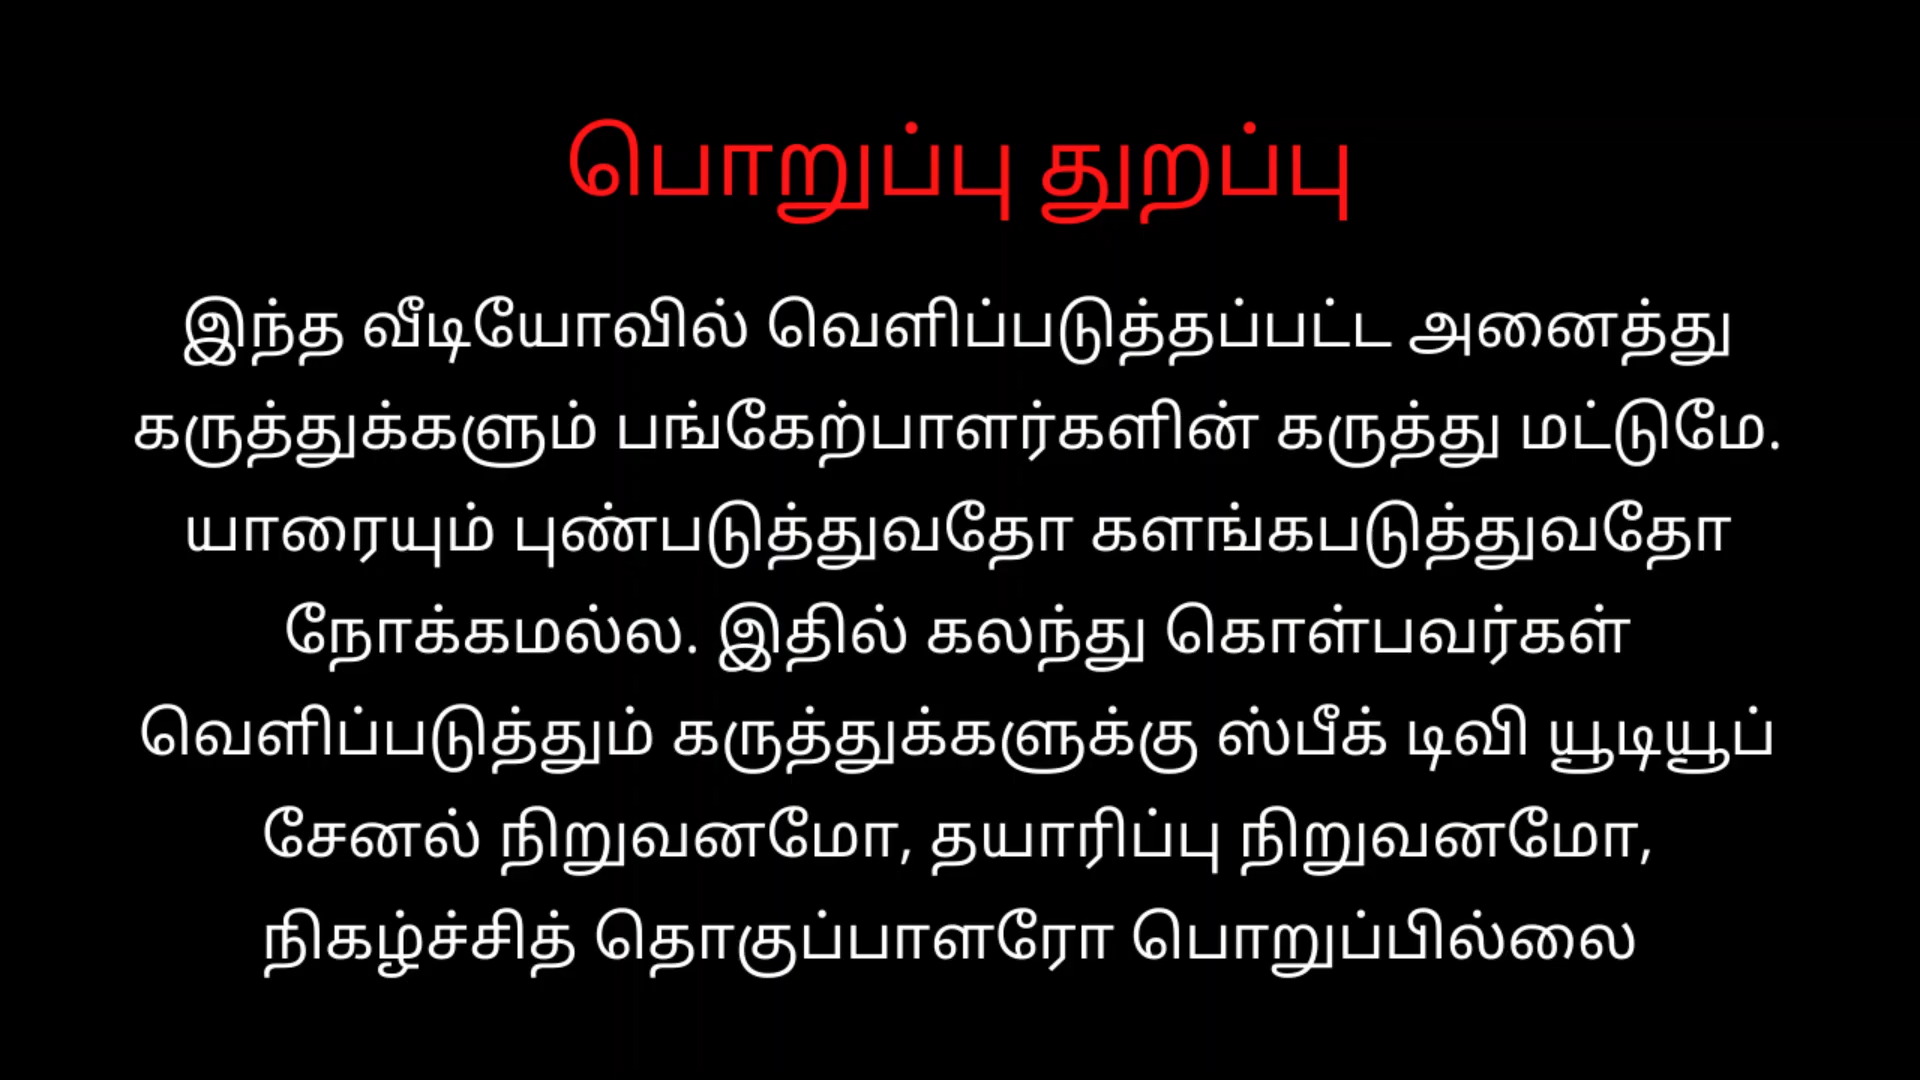 பொறுப்பு துறப்பு
இந்த வீடியோவில் வெளிப்படுத்தப்பட்ட அனைத்து
கருத்துக்களும் பங்கேற்பாளர்களின் கருத்து மட்டுமே.
யாரையும் புண்படுத்துவதோ களங்கபடுத்துவதோ
நோக்கமல்ல. இதில் கலந்து கொள்பவர்கள்
வெளிப்படுத்தும் கருத்துக்களுக்கு ஸ்பீக் டிவி யூடியூப்
சேனல் நிறுவனமோ, தயாரிப்பு நிறுவனமோ,
நிகழ்ச்சித் தொகுப்பாளரோ பொறுப்பில்லை